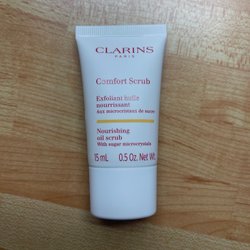 CLARINS
PARIS
Comfort Scrub
Exfoliant huile
nourrissant
aux microcristaux de sucre
Nourishing
oil scrub
With sugar microcrystals
15 mL 0.5 Oz. Net Wt.